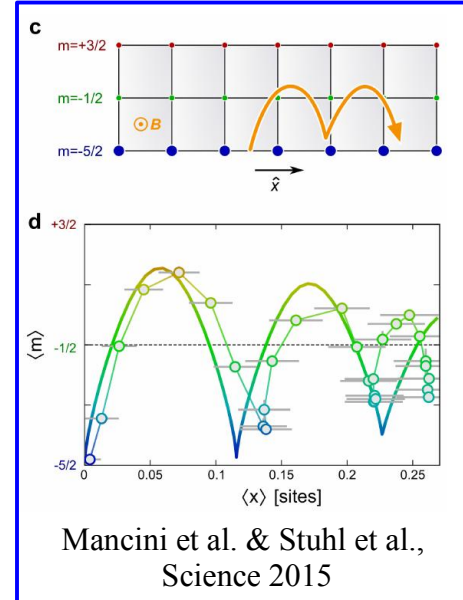 c
m=+3/2
m=-1/2
B
m=-5/2
x̂
d
+3/2
⟨m⟩
-1/2
-5/2
0 0.05 0.1 0.15 0.2 0.25
⟨x⟩ [sites]
Mancini et al. & Stuhl et al.,
Science 2015